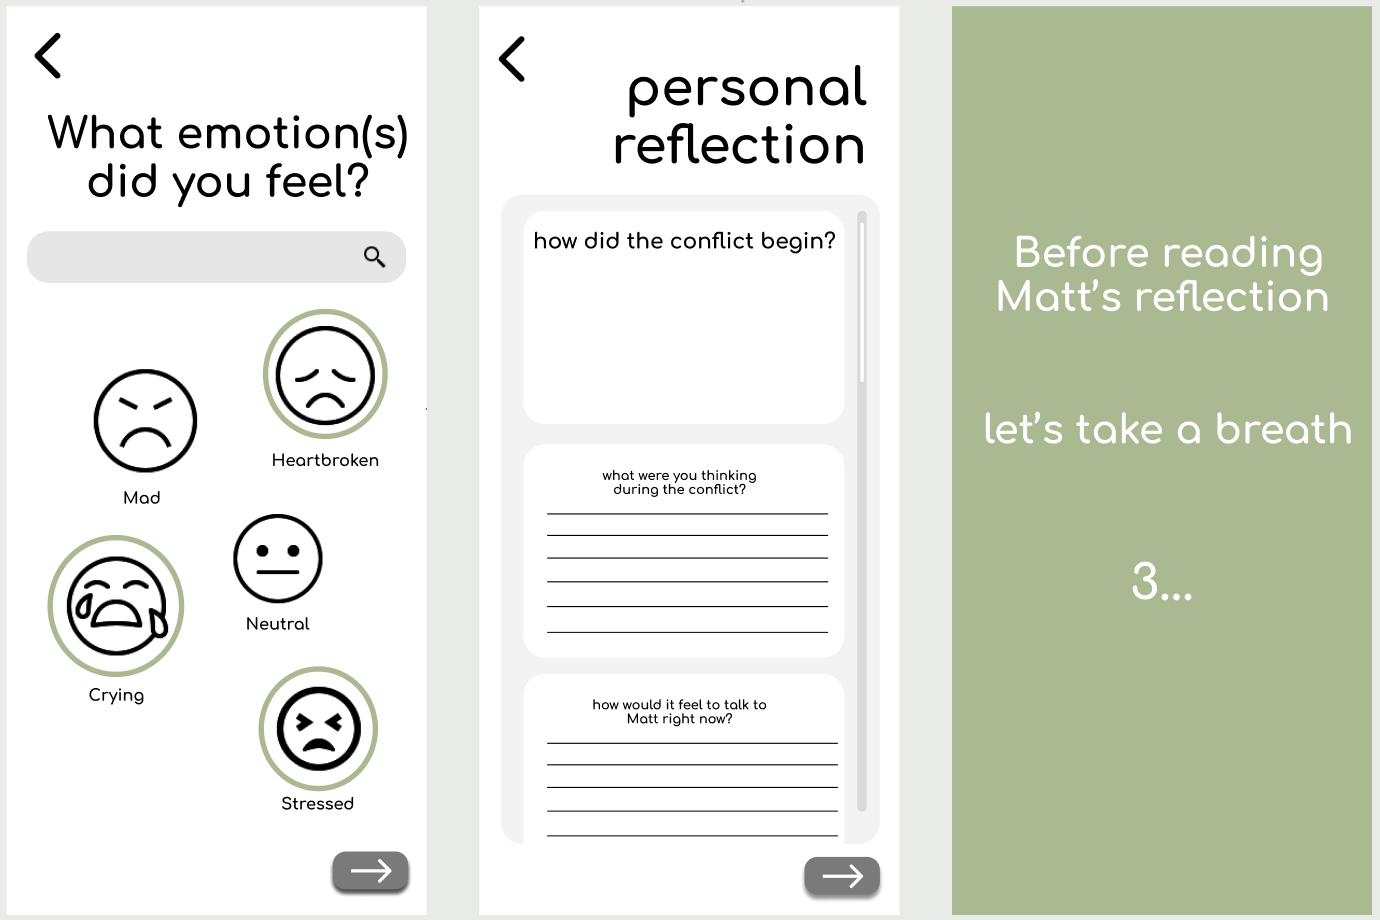 What emotion(s)
did you feel?
Heartbroken
Mad
Neutral
Crying
Stressed
personal
reflection
how did the conflict begin?
what were you thinking
during the conflict?
how would it feel to talk to
Matt right now?
Before reading
Matt's reflection
let's take a breath
3...